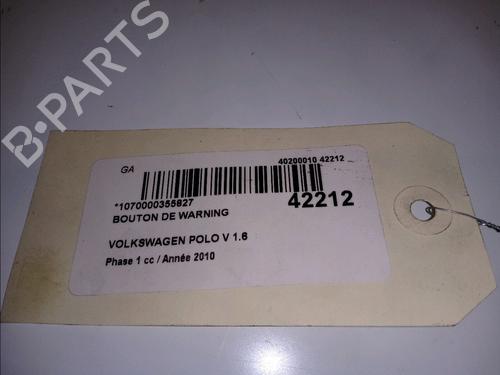 B-PARTS
GA
40200010 42212
*1070000355827
42212
BOUTON DE WARNING
VOLKSWAGEN POLO V 1.6
Phase 1 cc / Année 2010